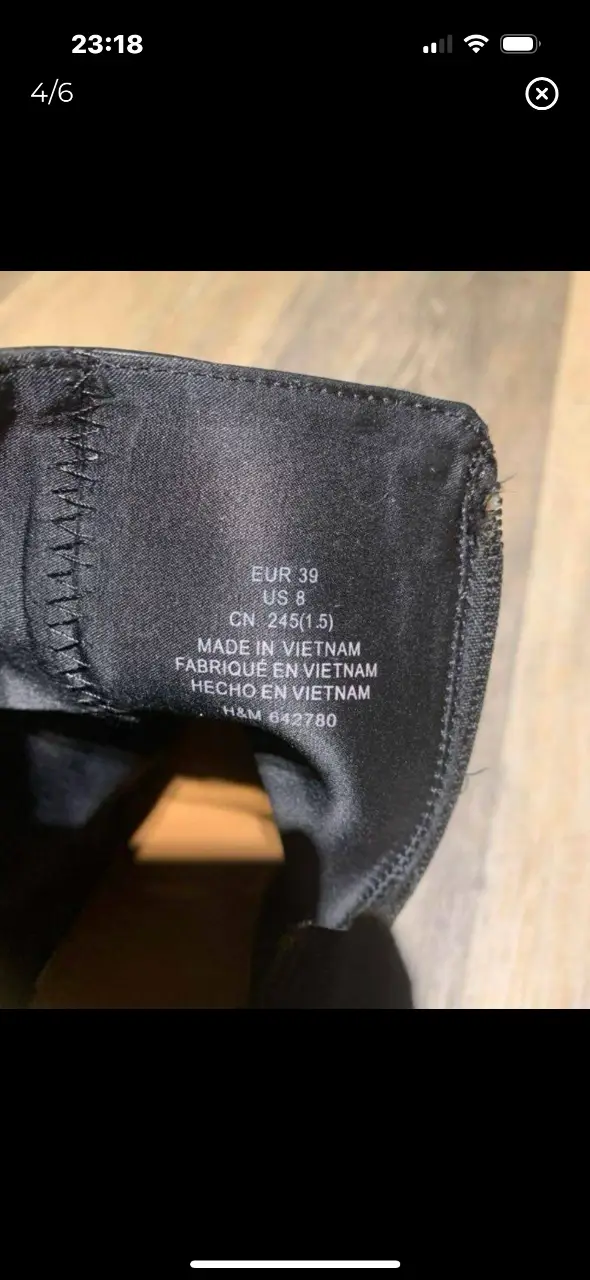 23:18
4/6
EUR 39
US 8
CN 245(1.5)
MADE IN VIETNAM
FABRIQUÉ EN VIETNAM
HECHO EN VIETNAM
H&M 642780